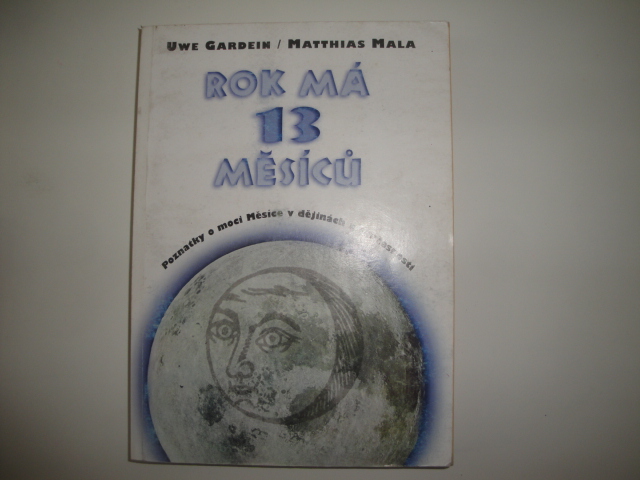 UWE GARDEIN / MATTHIAS MALA
ROK MÁ
13
MĚSÍCŮ
Poznatky o moci Měsíce v dějinách